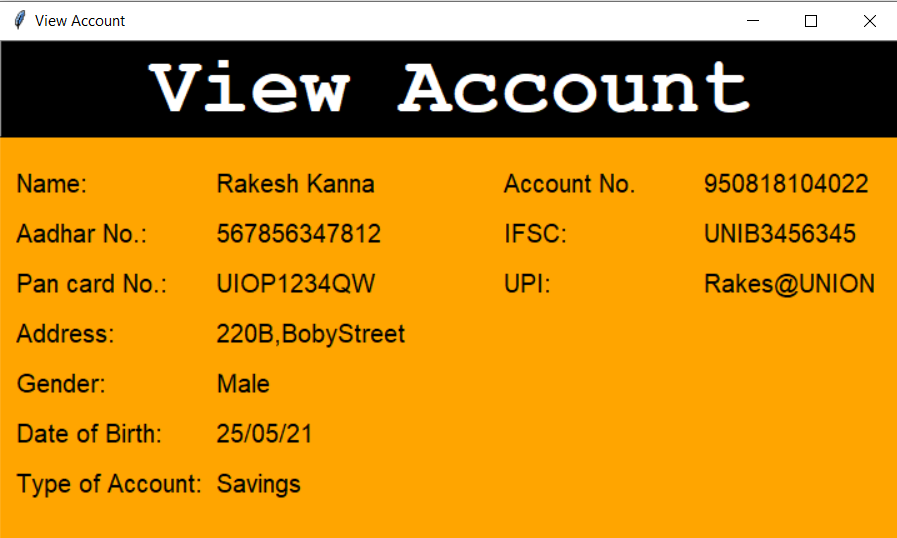 View Account
View Account
Name: Rakesh Kanna Account No. 950818104022
Aadhar No.: 567856347812 IFSC: UNIB3456345
Pan card No.: UIOP1234QW UPI: Rakes@UNION
Address: 220B,BobyStreet
Gender: Male
Date of Birth: 25/05/21
Type of Account: Savings